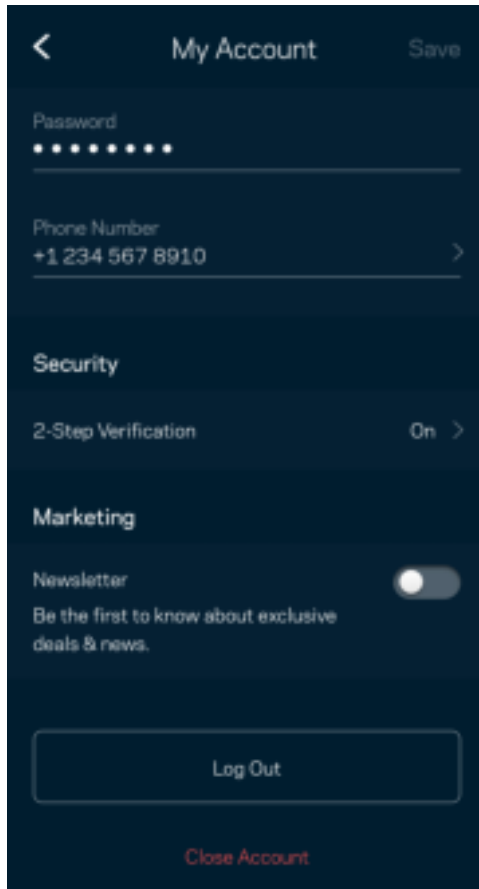 My Account Save
Password
••••••••
Phone Number
+1 234 567 8910
Security
2-Step Verification On
Marketing
Newsletter
Be the first to know about exclusive
deals & news.
Log Out
Close Account